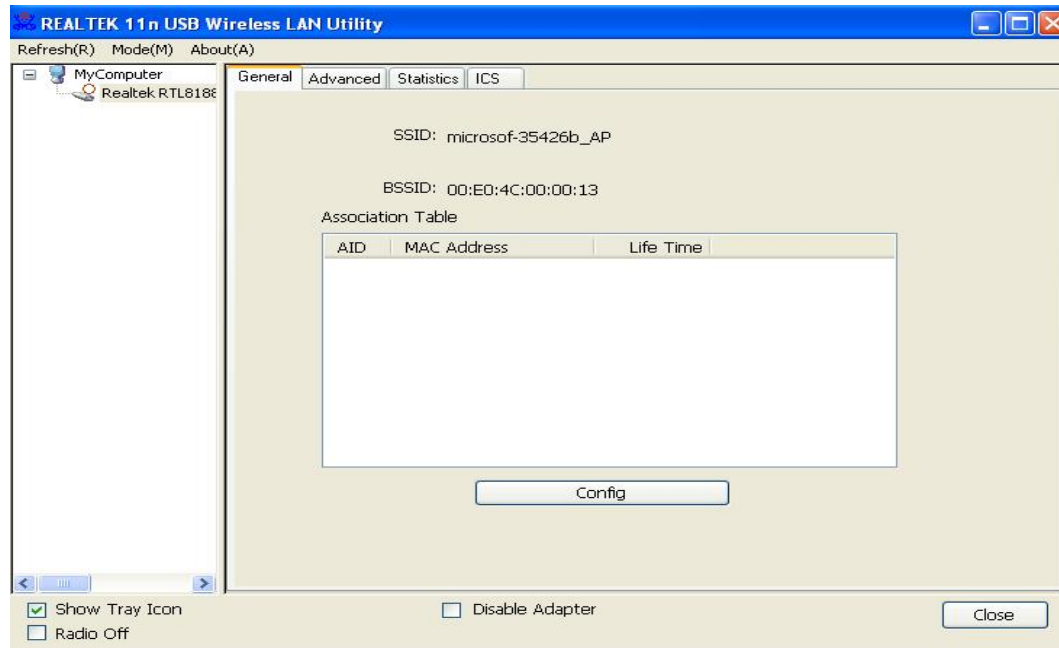 REALTEK 11n USB Wireless LAN Utility
Refresh(R) Mode(M) About(A)
MyComputer
Realtek RTL8188
General Advanced Statistics ICS
SSID: microsof-35426b_AP
BSSID: 00:E0:4C:00:00:13
Association Table
AID MAC Address Life Time
Config
Show Tray Icon
Disable Adapter
Radio Off
Close